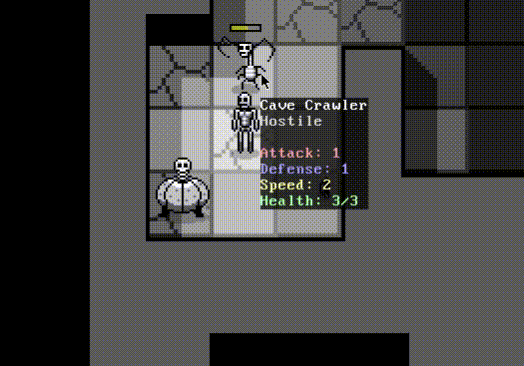 Cave Crawler
Hostile
Attack: 1
Defense: 1
Speed: 2
Health: 3/3